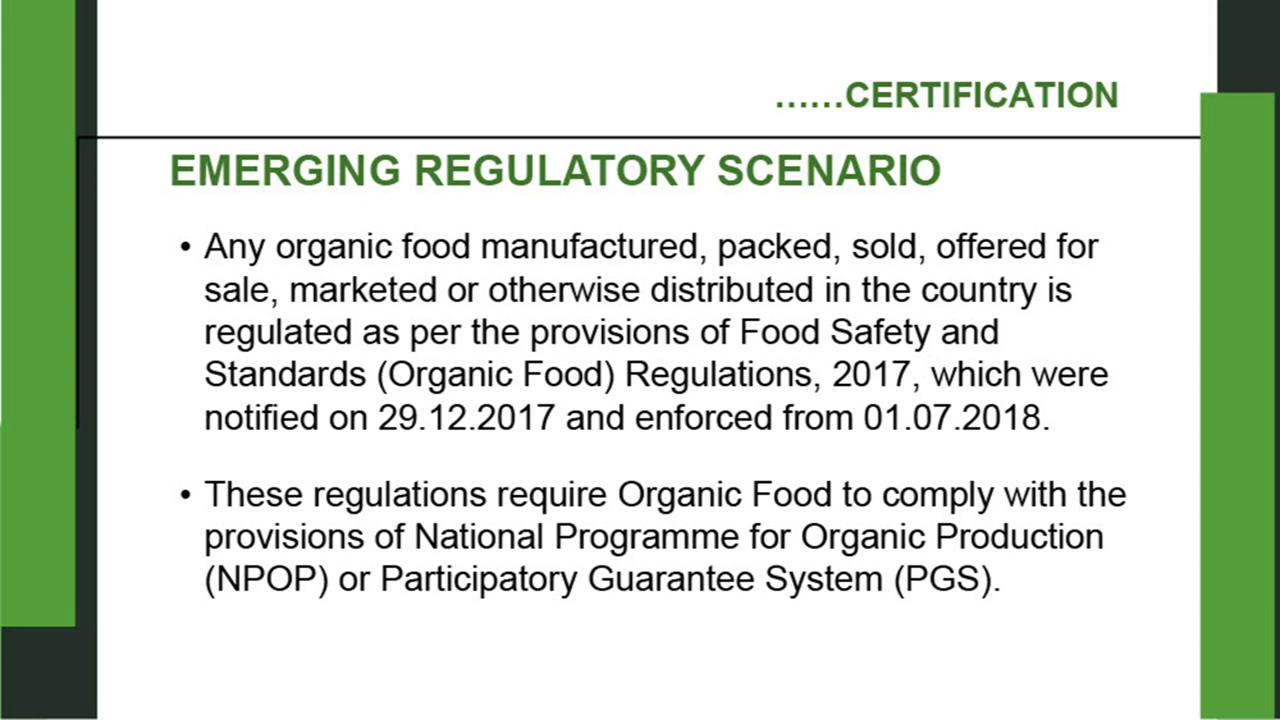 ......CERTIFICATION
EMERGING REGULATORY SCENARIO
• Any organic food manufactured, packed, sold, offered for
sale, marketed or otherwise distributed in the country is
regulated as per the provisions of Food Safety and
Standards (Organic Food) Regulations, 2017, which were
notified on 29.12.2017 and enforced from 01.07.2018.
• These regulations require Organic Food to comply with the
provisions of National Programme for Organic Production
(NPOP) or Participatory Guarantee System (PGS).